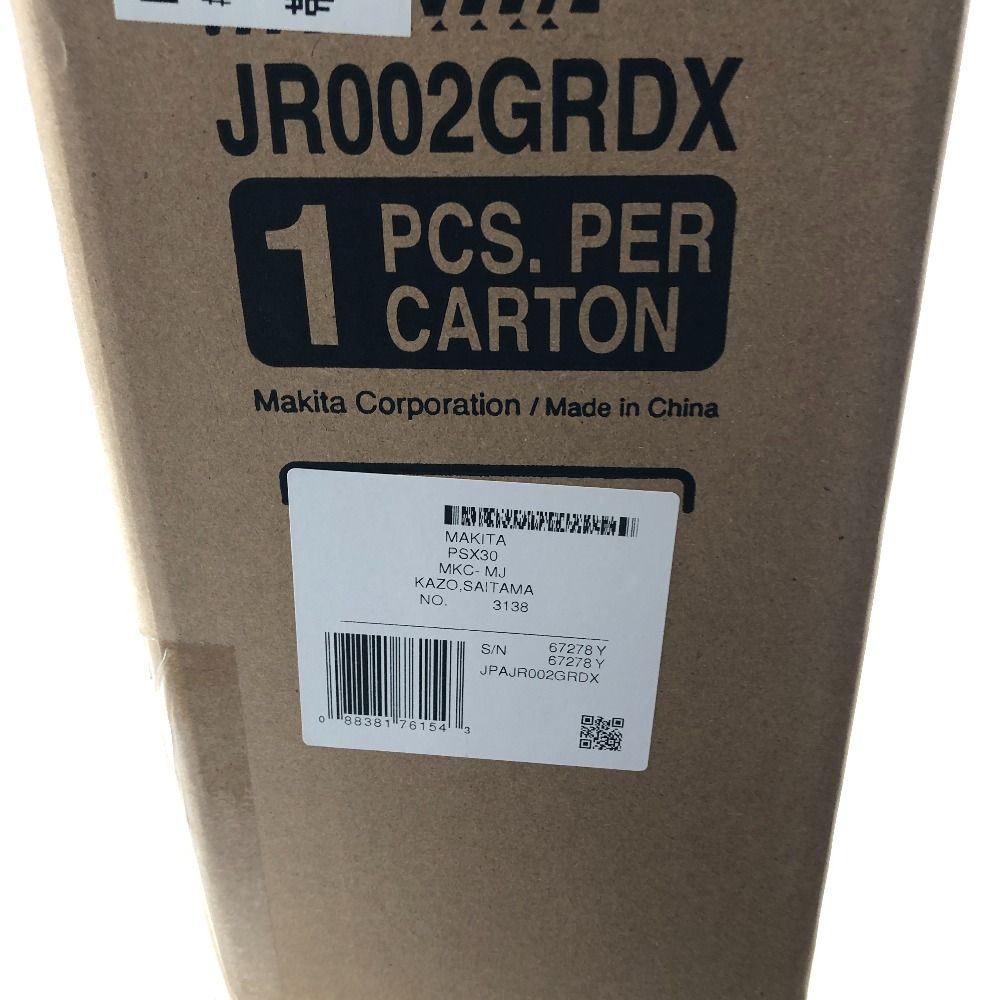 JR002GRDX
1 PCS. PER
CARTON
Makita Corporation / Made in China
MAKITA
PSX30
MKC- MJ
KAZO,SAITAMA
NO. 3138
S/N 67278 Y
67278 Y
JPAJR002GRDX
0 88381 76154 3